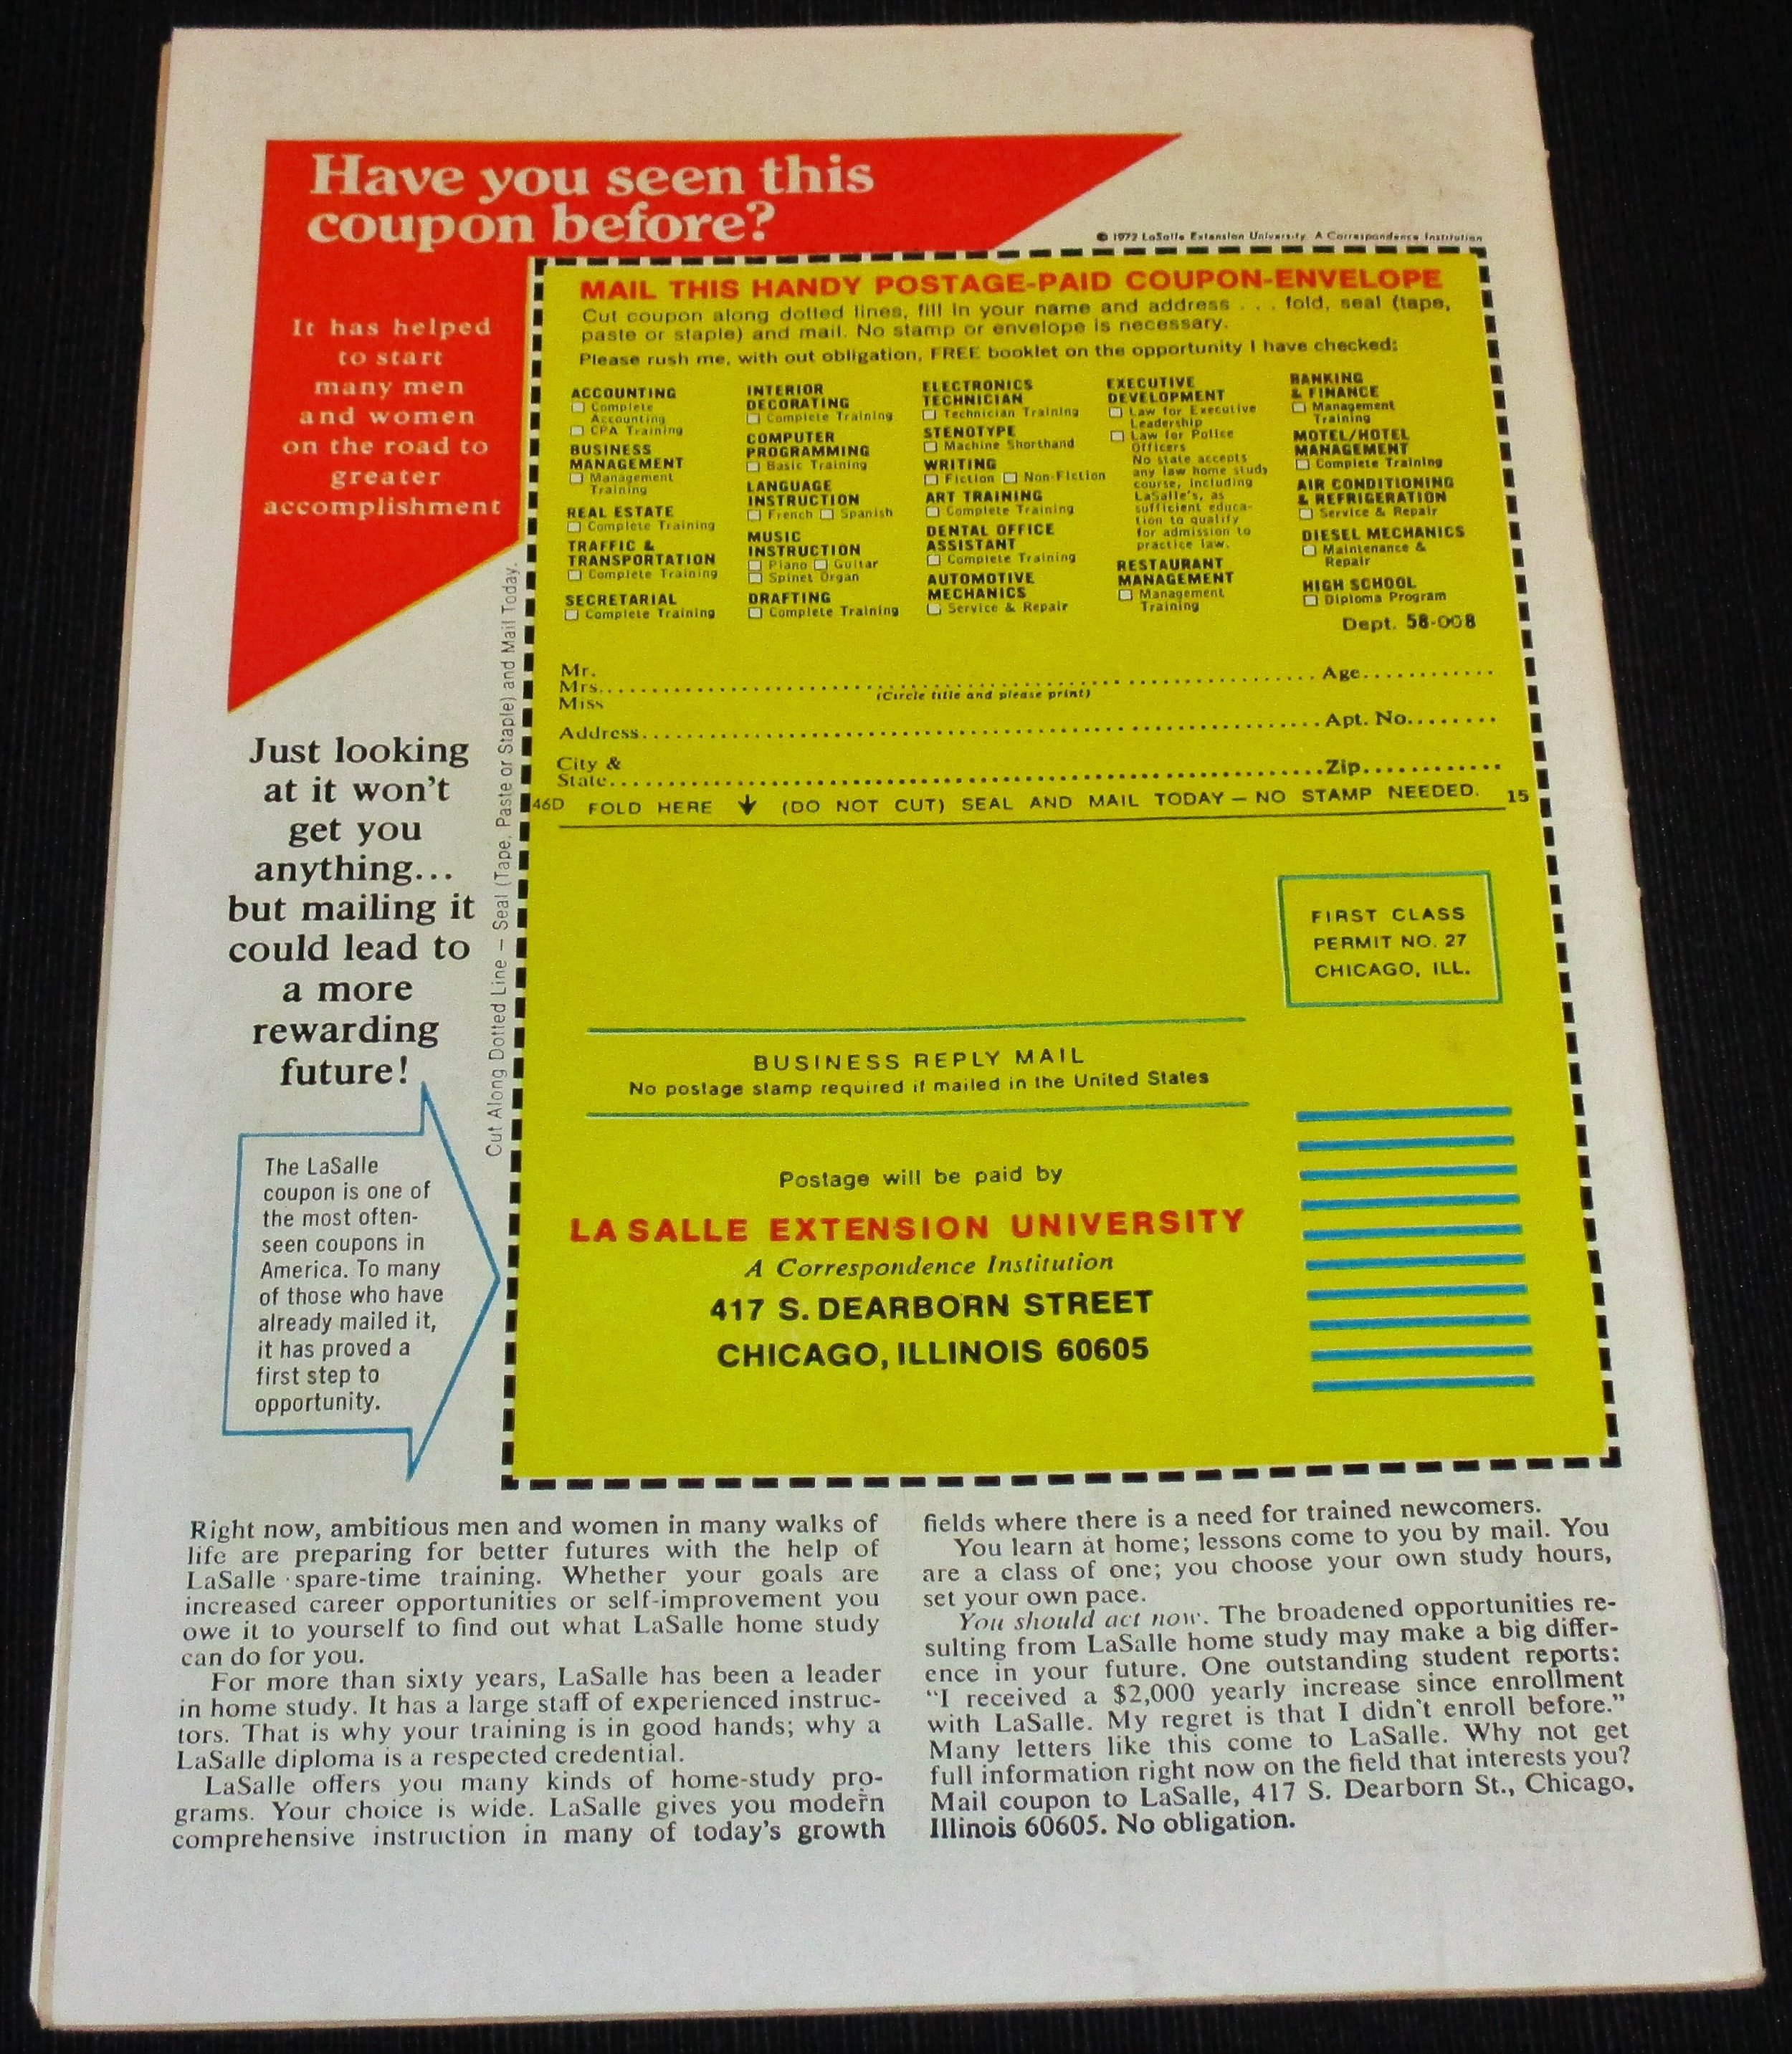 Have you seen this
coupon before?
© 1972 LaSalle Extension University. A Correspondence Institution
It has helped
to start
many men
and women
on the road to
greater
accomplishment
Just looking
at it won't
get you
anything...
but mailing it
could lead to
a more
rewarding
future!
The LaSalle
coupon is one of
the most often-
seen coupons in
America. To many
of those who have
already mailed it,
it has proved a
first step to
opportunity.
Cut Along Dotted Line – Seal (Tape, Paste or Staple) and Mail Today.
MAIL THIS HANDY POSTAGE-PAID COUPON-ENVELOPE
Cut coupon along dotted lines, fill in your name and address . . . fold, seal (tape,
paste or staple) and mail. No stamp or envelope is necessary.
Please rush me, with out obligation, FREE booklet on the opportunity I have checked:
ACCOUNTING
Complete
Accounting
CPA Training
BUSINESS
MANAGEMENT
Management
Training
REAL ESTATE
Complete Training
TRAFFIC &
TRANSPORTATION
Complete Training
SECRETARIAL
Complete Training
INTERIOR
DECORATING
Complete Training
COMPUTER
PROGRAMMING
Basic Training
LANGUAGE
INSTRUCTION
French Spanish
MUSIC
INSTRUCTION
Piano Guitar
Spinet Organ
DRAFTING
Complete Training
ELECTRONICS
TECHNICIAN
Technician Training
STENOTYPE
Machine Shorthand
WRITING
Fiction Non-Fiction
ART TRAINING
Complete Training
DENTAL OFFICE
ASSISTANT
Complete Training
AUTOMOTIVE
MECHANICS
Service & Repair
EXECUTIVE
DEVELOPMENT
Law for Executive
Leadership
Law for Police
Officers
No state accepts
any law home study
course, including
LaSalle's, as
sufficient educa-
tion to qualify
for admission to
practice law.
RESTAURANT
MANAGEMENT
Management
Training
BANKING
& FINANCE
Management
Training
MOTEL/HOTEL
MANAGEMENT
Complete Training
AIR CONDITIONING
& REFRIGERATION
Service & Repair
DIESEL MECHANICS
Maintenance &
Repair
HIGH SCHOOL
Diploma Program
Dept. 58-008
Mr.
Mrs. Age
Miss (Circle title and please print)
Address Apt. No.
City &
State Zip
46D FOLD HERE (DO NOT CUT) SEAL AND MAIL TODAY – NO STAMP NEEDED. 15
FIRST CLASS
PERMIT NO. 27
CHICAGO, ILL.
BUSINESS REPLY MAIL
No postage stamp required if mailed in the United States
Postage will be paid by
LA SALLE EXTENSION UNIVERSITY
A Correspondence Institution
417 S. DEARBORN STREET
CHICAGO, ILLINOIS 60605
Right now, ambitious men and women in many walks of
life are preparing for better futures with the help of
LaSalle spare-time training. Whether your goals are
increased career opportunities or self-improvement you
owe it to yourself to find out what LaSalle home study
can do for you.
For more than sixty years, LaSalle has been a leader
in home study. It has a large staff of experienced instruc-
tors. That is why your training is in good hands; why a
LaSalle diploma is a respected credential.
LaSalle offers you many kinds of home-study pro-
grams. Your choice is wide. LaSalle gives you modern
comprehensive instruction in many of today's growth
fields where there is a need for trained newcomers.
You learn at home; lessons come to you by mail. You
are a class of one; you choose your own study hours,
set your own pace.
You should act now. The broadened opportunities re-
sulting from LaSalle home study may make a big differ-
ence in your future. One outstanding student reports:
"I received a $2,000 yearly increase since enrollment
with LaSalle. My regret is that I didn't enroll before."
Many letters like this come to LaSalle. Why not get
full information right now on the field that interests you?
Mail coupon to LaSalle, 417 S. Dearborn St., Chicago,
Illinois 60605. No obligation.